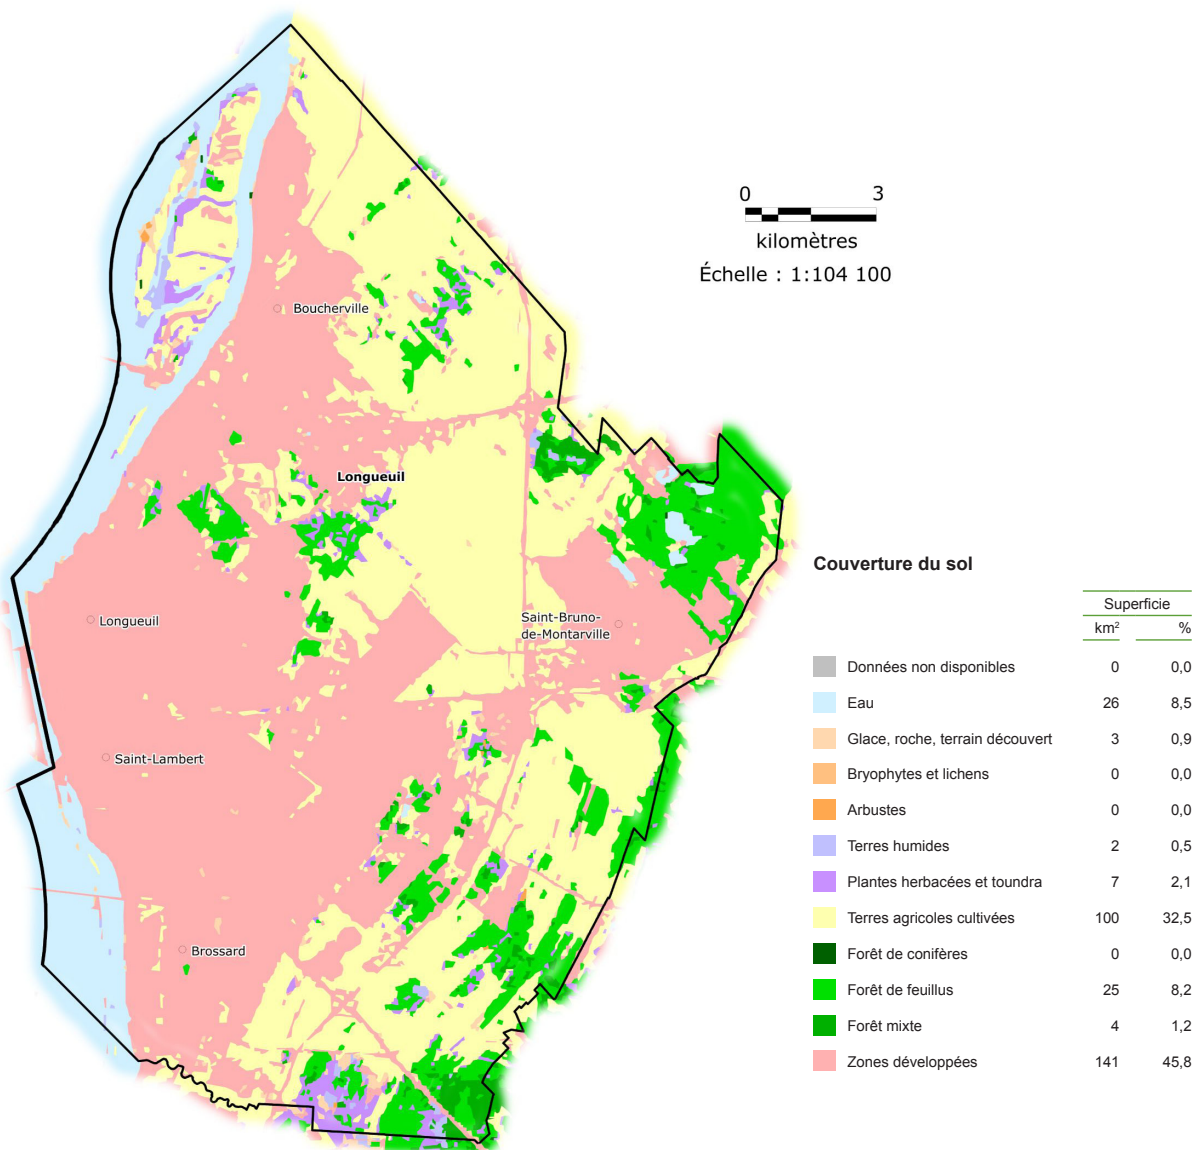 0 3
kilomètres
Échelle : 1:104 100
Boucherville
Longueuil
Longueuil
Saint-Bruno-
de-Montarville
Saint-Lambert
Brossard
Couverture du sol
Superficie
km² %
Données non disponibles 0 0,0
Eau 26 8,5
Glace, roche, terrain découvert 3 0,9
Bryophytes et lichens 0 0,0
Arbustes 0 0,0
Terres humides 2 0,5
Plantes herbacées et toundra 7 2,1
Terres agricoles cultivées 100 32,5
Forêt de conifères 0 0,0
Forêt de feuillus 25 8,2
Forêt mixte 4 1,2
Zones développées 141 45,8